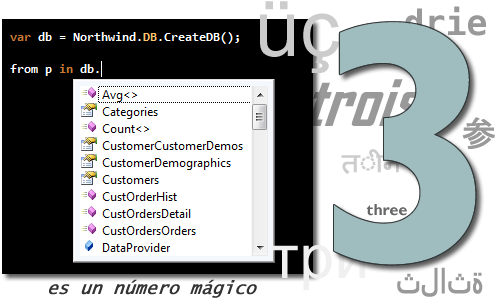 var db = Northwind.DB.CreateDB();
from p in db.
Avg<>
Categories
Count<>
CustomerCustomerDemos
CustomerDemographics
Customers
CustOrderHist
CustOrdersDetail
CustOrdersOrders
DataProvider
üç
drie
trois
参
तीन
3
three
три
ثلاثة
es un número mágico